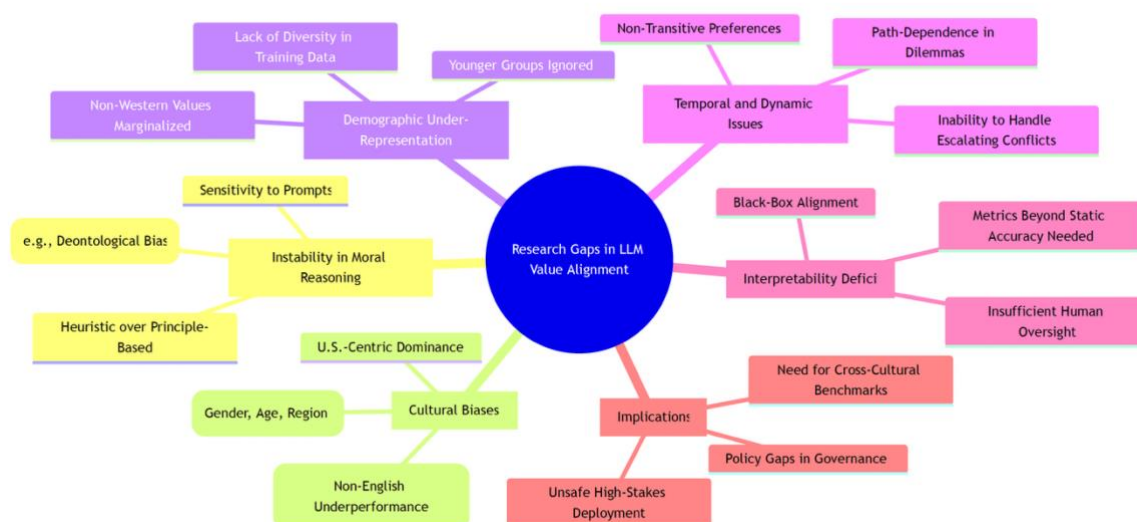 Research Gaps in LLM
Value Alignment
Demographic Under-
Representation
Lack of Diversity in
Training Data
Younger Groups Ignored
Non-Western Values
Marginalized
Temporal and Dynamic
Issues
Non-Transitive Preferences
Path-Dependence in
Dilemmas
Inability to Handle
Escalating Conflicts
Instability in Moral
Reasoning
Sensitivity to Prompts
e.g., Deontological Bias
Heuristic over Principle-
Based
Interpretability Defici
Black-Box Alignment
Metrics Beyond Static
Accuracy Needed
Insufficient Human
Oversight
Cultural Biases
U.S.-Centric Dominance
Gender, Age, Region
Non-English
Underperformance
Implications
Need for Cross-Cultural
Benchmarks
Policy Gaps in Governance
Unsafe High-Stakes
Deployment